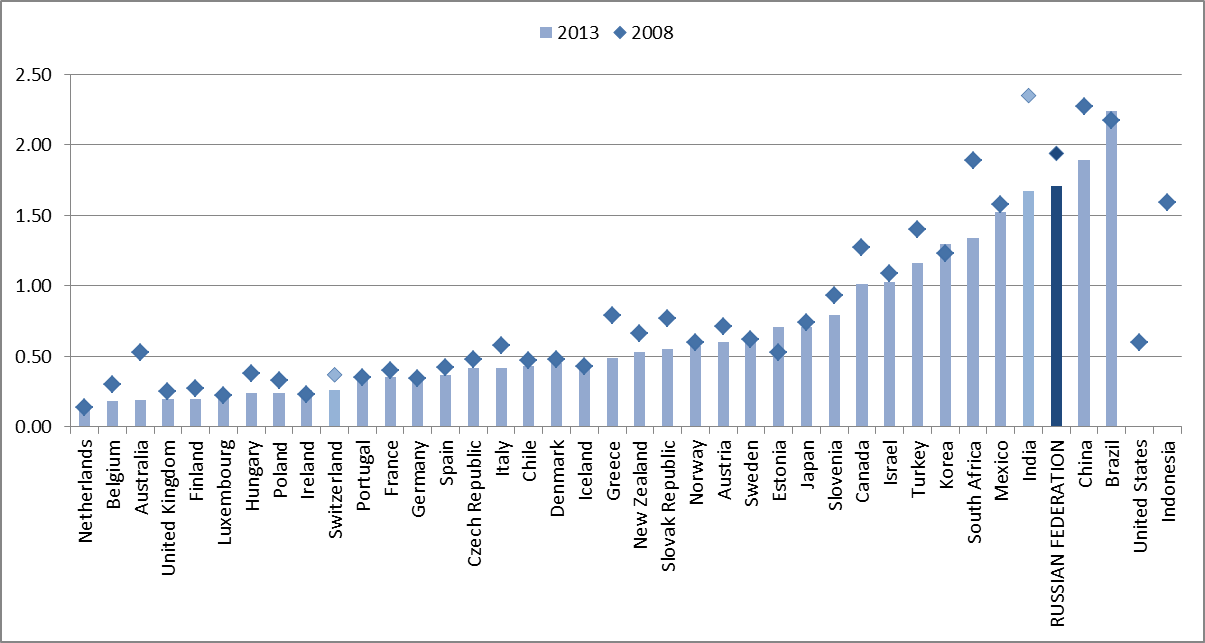 2013 2008
2.50
2.00
1.50
1.00
0.50
0.00
Netherlands
Belgium
Australia
United Kingdom
Finland
Luxembourg
Hungary
Poland
Ireland
Switzerland
Portugal
France
Germany
Spain
Czech Republic
Italy
Chile
Denmark
Iceland
Greece
New Zealand
Slovak Republic
Norway
Austria
Sweden
Estonia
Japan
Slovenia
Canada
Israel
Turkey
Korea
South Africa
Mexico
India
RUSSIAN FEDERATION
China
Brazil
United States
Indonesia